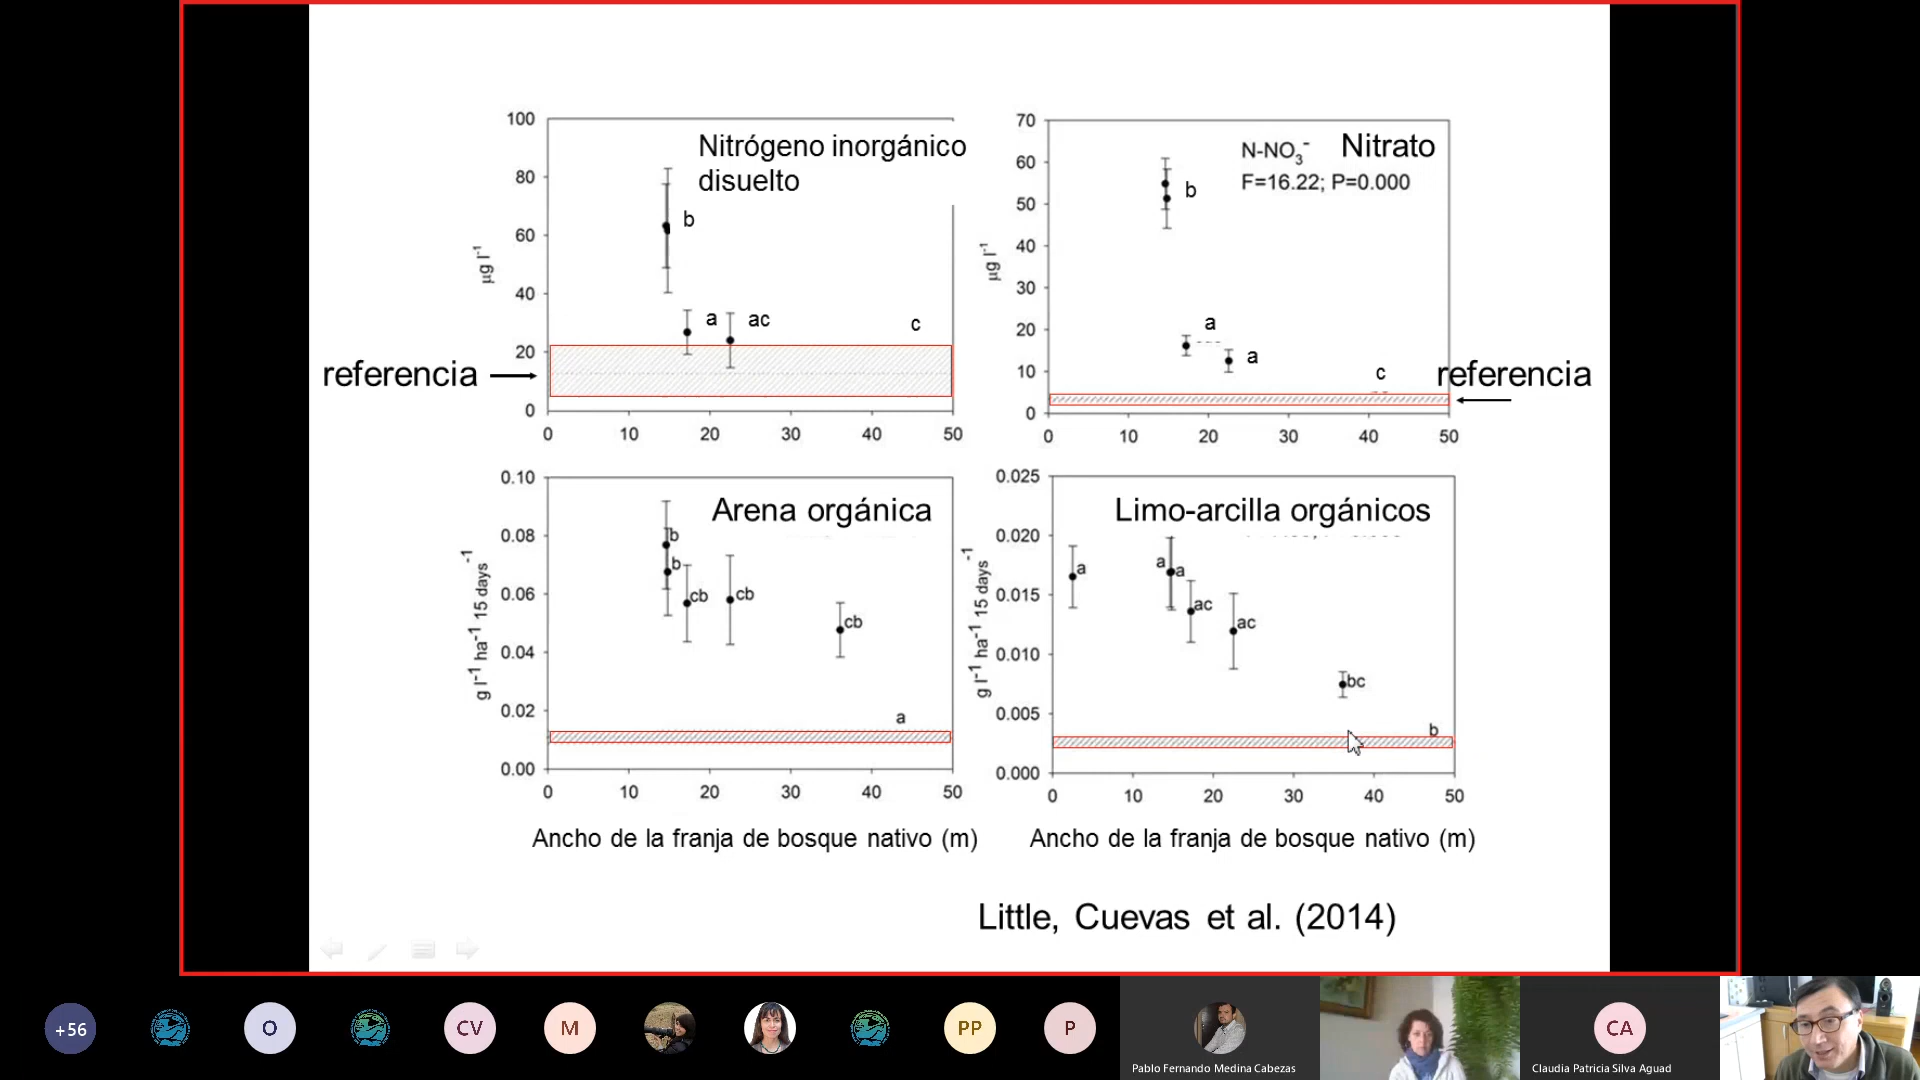 Nitrógeno inorgánico
disuelto
100
80
60
40
20
0
µg l-1
b
a
ac
c
referencia
0 10 20 30 40 50
N-NO3- Nitrato
F=16.22; P=0.000
70
60
50
40
30
20
10
0
µg l-1
b
a
a
c
referencia
0 10 20 30 40 50
Arena orgánica
0.10
0.08
0.06
0.04
0.02
0.00
g l-1 ha-1 15 days-1
b
b
cb
cb
cb
a
0 10 20 30 40 50
Ancho de la franja de bosque nativo (m)
Limo-arcilla orgánicos
0.025
0.020
0.015
0.010
0.005
0.000
g l-1 ha-1 15 days-1
a
a
a
ac
ac
bc
b
0 10 20 30 40 50
Ancho de la franja de bosque nativo (m)
Little, Cuevas et al. (2014)
+56
O
CV
M
PP
P
Pablo Fernando Medina Cabezas
CA
Claudia Patricia Silva Aguad